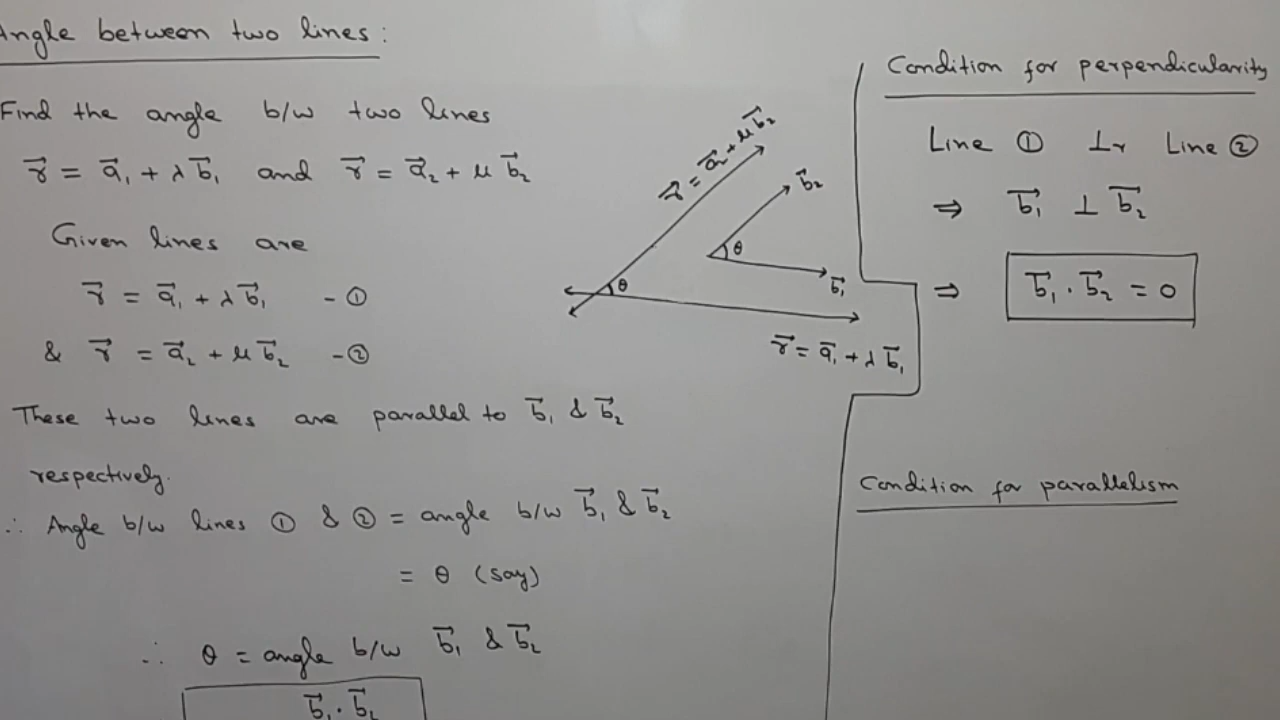 Angle between two lines:
Find the angle b/w two lines
r⃗ = a⃗₁ + λb⃗₁ and r⃗ = a⃗₂ + μb⃗₂
Given lines are
r⃗ = a⃗₁ + λb⃗₁ - ①
& r⃗ = a⃗₂ + μb⃗₂ - ②
These two lines are parallel to b⃗₁ & b⃗₂
respectively.
∴ Angle b/w lines ① & ② = angle b/w b⃗₁ & b⃗₂
= θ (say)
∴ θ = angle b/w b⃗₁ & b⃗₂
b⃗₁ . b⃗₂
r⃗ = a⃗₂ + μb⃗₂
b⃗₂
θ
b⃗₁
θ
r⃗ = a⃗₁ + λb⃗₁
Condition for perpendicularity
Line ① ⊥r Line ②
⇒ b⃗₁ ⊥ b⃗₂
⇒ b⃗₁ . b⃗₂ = 0
Condition for parallelism